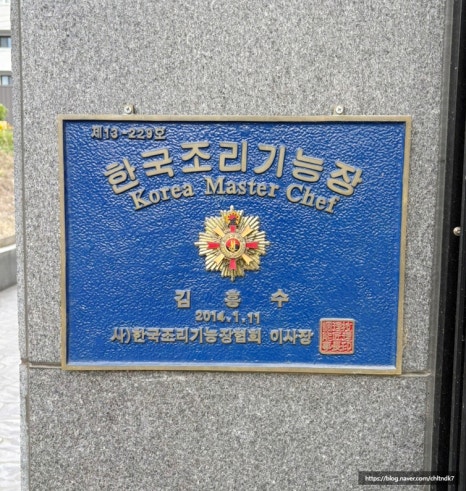 제13-229호
한국조리기능장
Korea Master Chef
김 흥 수
2014.1.11
사)한국조리기능장협회 이사장
https://blog.naver.com/chltndk7